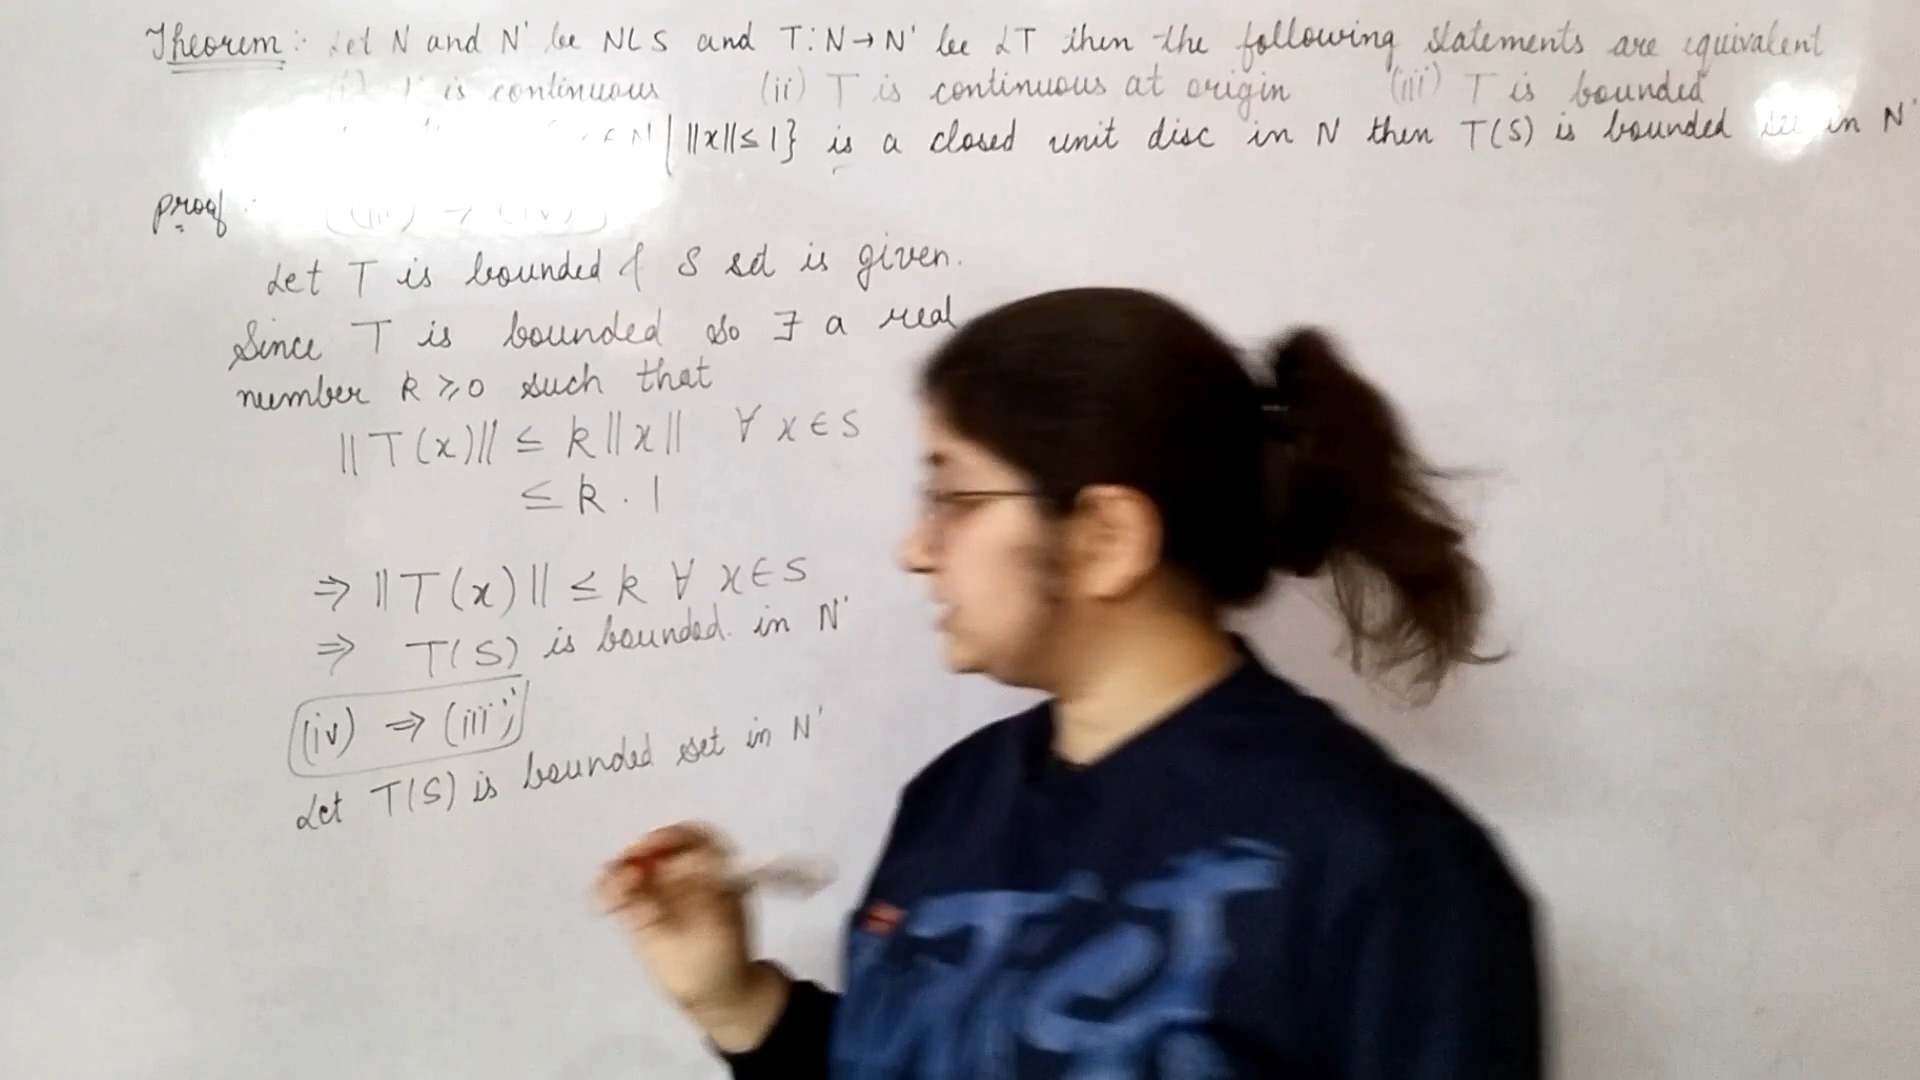 Theorem :- Let N and N' be NLS and T: N → N' be LT then the following statements are equivalent
is continuous (ii) T is continuous at origin (iii) T is bounded
| ||x|| ≤ 1} is a closed unit disc in N then T(S) is bounded in N'
proof :
(iii) → (iv)
Let T is bounded & S sd is given.
Since T is bounded so ∃ a real
number k ≥ 0 such that
||T(x)|| ≤ k ||x|| ∀ x ∈ S
≤ k . 1
⇒ ||T(x)|| ≤ k ∀ x ∈ S
⇒ T(S) is bounded. in N'
(iv) ⇒ (iii)
Let T(S) is bounded set in N'